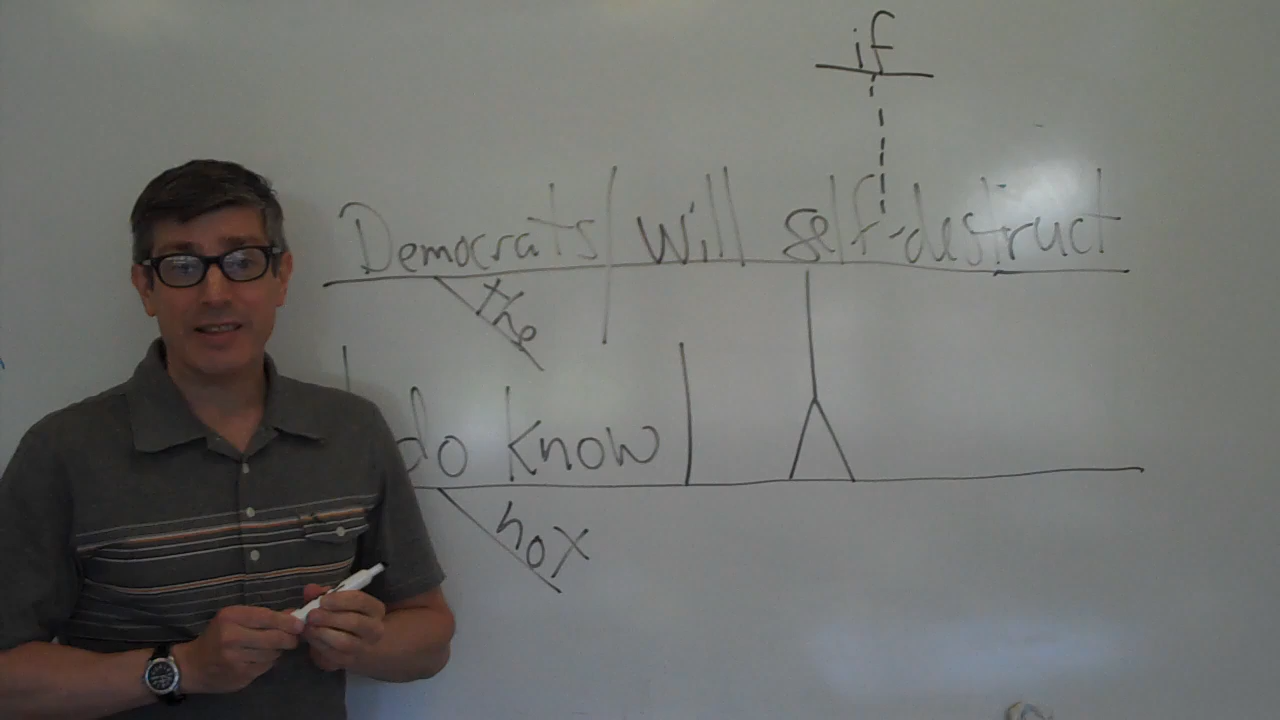 if
Democrats will self-destruct
the
do know
not